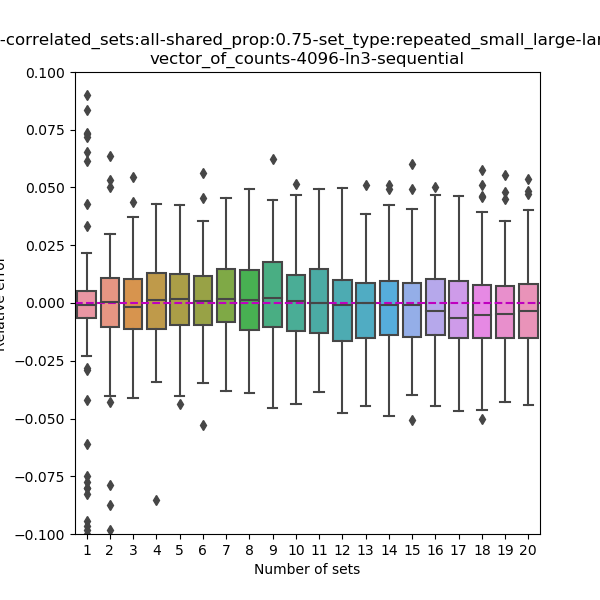 -correlated_sets:all-shared_prop:0.75-set_type:repeated_small_large-lar
vector_of_counts-4096-ln3-sequential
0.100
0.075
0.050
0.025
0.000
−0.025
−0.050
−0.075
−0.100
1 2 3 4 5 6 7 8 9 10 11 12 13 14 15 16 17 18 19 20
Number of sets
Relative error